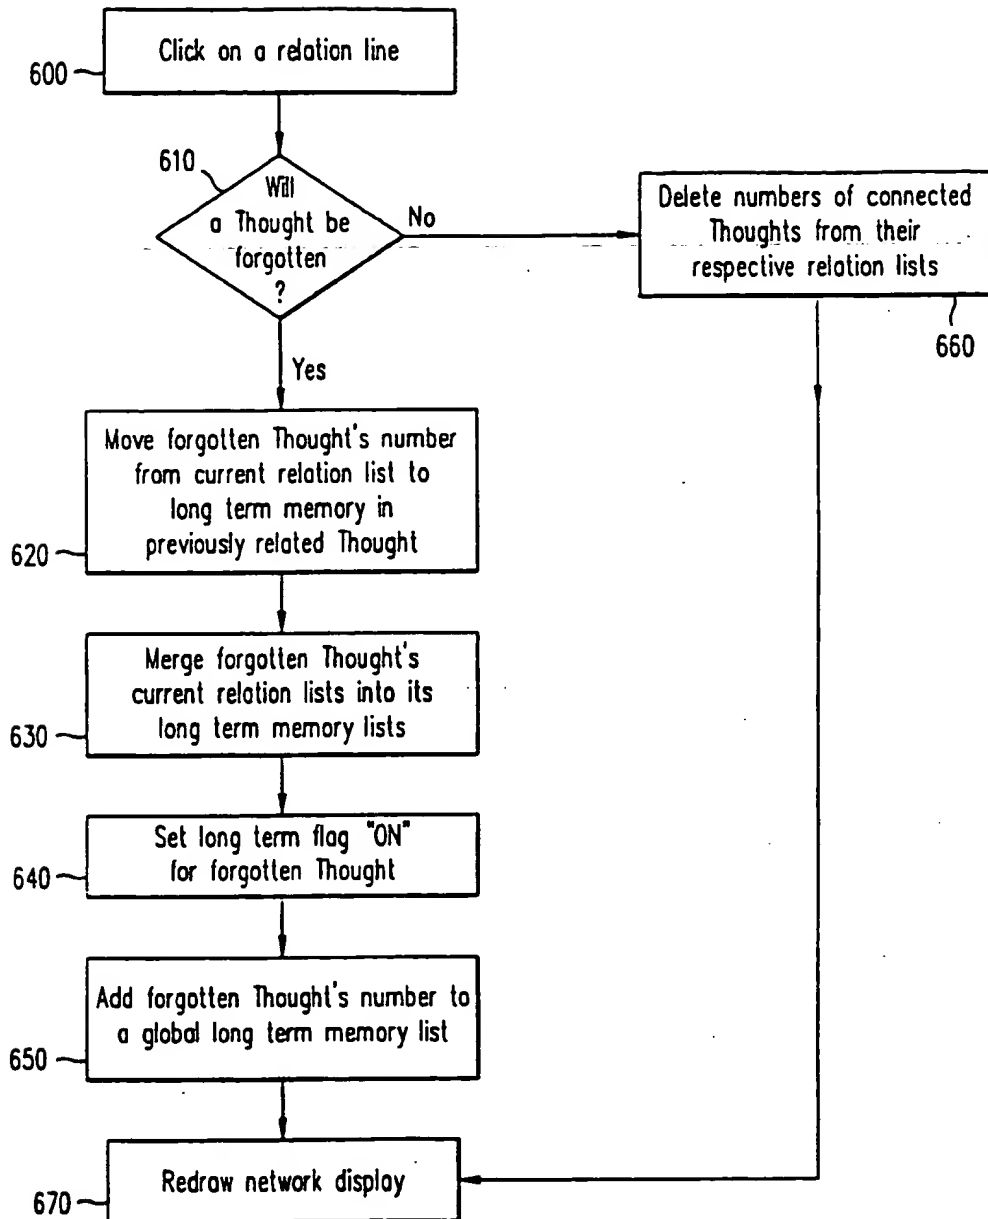 Click on a relation line
600
610
Will
a Thought be
forgotten
?
No
Delete numbers of connected
Thoughts from their
respective relation lists
660
Yes
Move forgotten Thought's number
from current relation list to
long term memory in
previously related Thought
620
Merge forgotten Thought's
current relation lists into its
long term memory lists
630
Set long term flag "ON"
for forgotten Thought
640
Add forgotten Thought's number to
a global long term memory list
650
Redraw network display
670